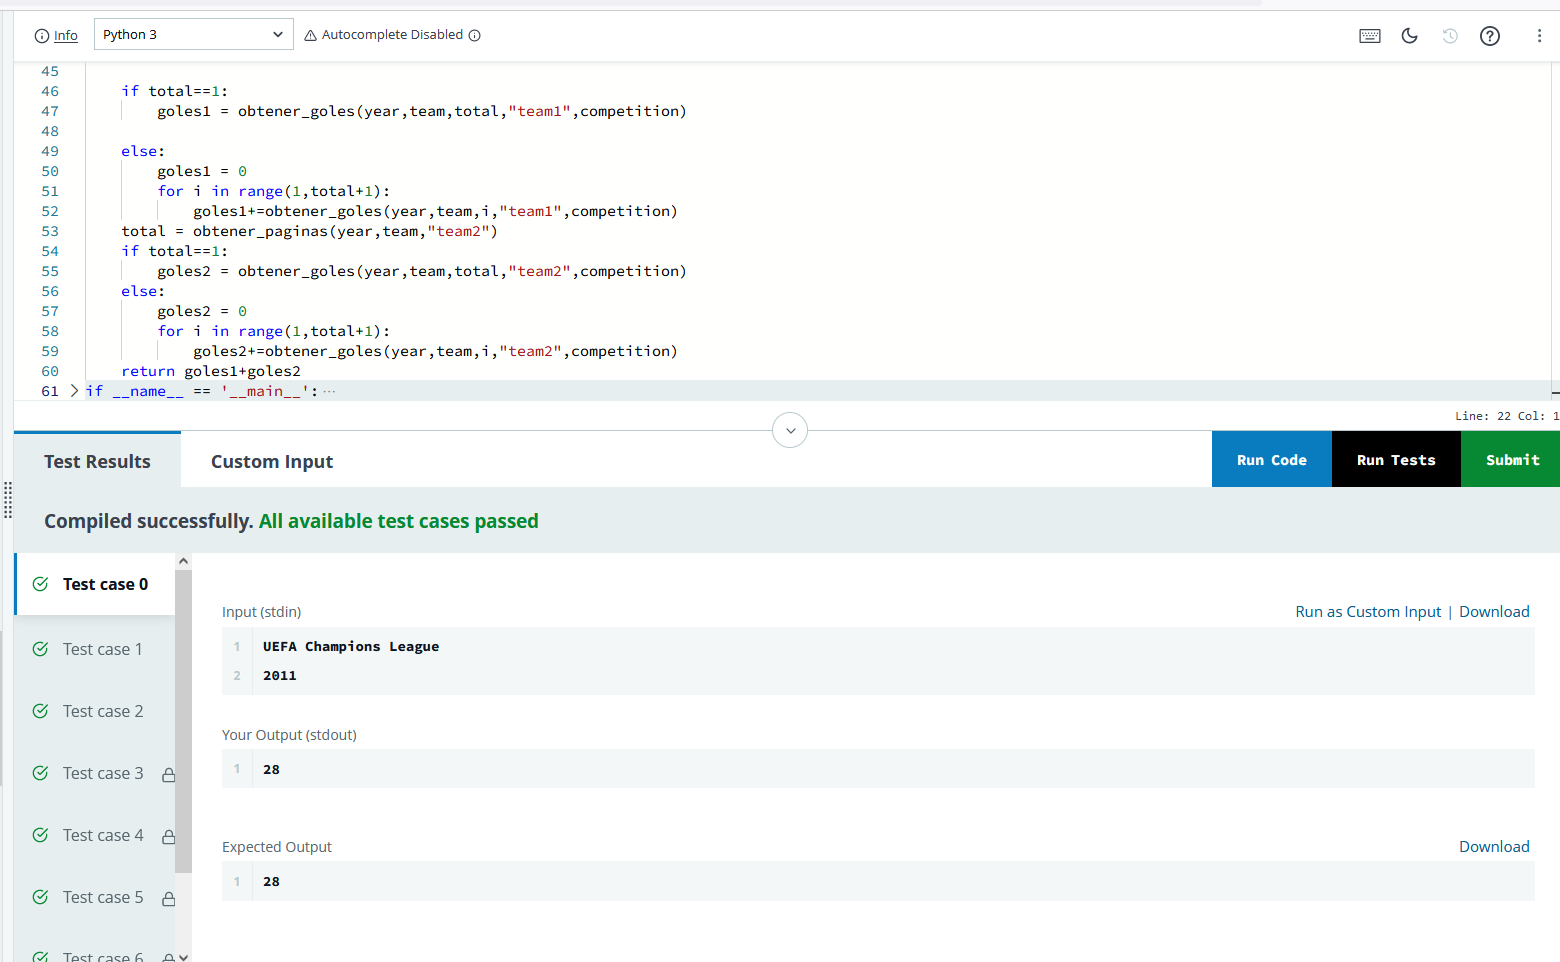 Info
Python 3
Autocomplete Disabled
45
46 if total==1:
47 goles1 = obtener_goles(year,team,total,"team1",competition)
48
49 else:
50 goles1 = 0
51 for i in range(1,total+1):
52 goles1+=obtener_goles(year,team,i,"team1",competition)
53 total = obtener_paginas(year,team,"team2")
54 if total==1:
55 goles2 = obtener_goles(year,team,total,"team2",competition)
56 else:
57 goles2 = 0
58 for i in range(1,total+1):
59 goles2+=obtener_goles(year,team,i,"team2",competition)
60 return goles1+goles2
61 if __name__ == '__main__': ···
Line: 22 Col: 1
Test Results
Custom Input
Run Code
Run Tests
Submit
Compiled successfully. All available test cases passed
Test case 0
Test case 1
Test case 2
Test case 3
Test case 4
Test case 5
Test case 6
Input (stdin)
Run as Custom Input | Download
1 UEFA Champions League
2 2011
Your Output (stdout)
1 28
Expected Output
Download
1 28